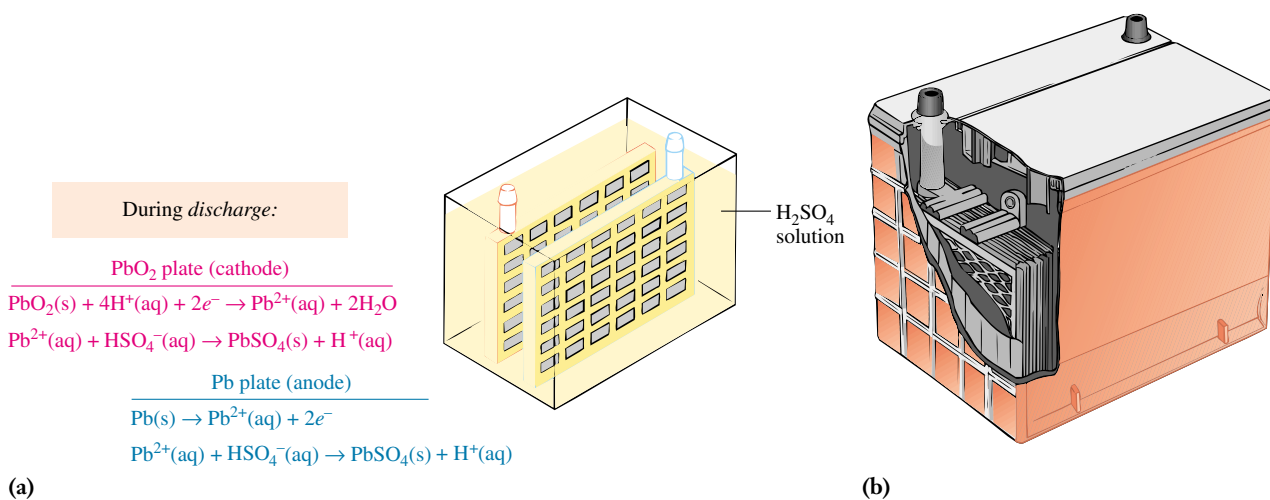 During discharge:
PbO₂ plate (cathode)
PbO₂(s) + 4H⁺(aq) + 2e⁻ → Pb²⁺(aq) + 2H₂O
Pb²⁺(aq) + HSO₄⁻(aq) → PbSO₄(s) + H⁺(aq)
Pb plate (anode)
Pb(s) → Pb²⁺(aq) + 2e⁻
Pb²⁺(aq) + HSO₄⁻(aq) → PbSO₄(s) + H⁺(aq)
H₂SO₄
solution
(a)
(b)